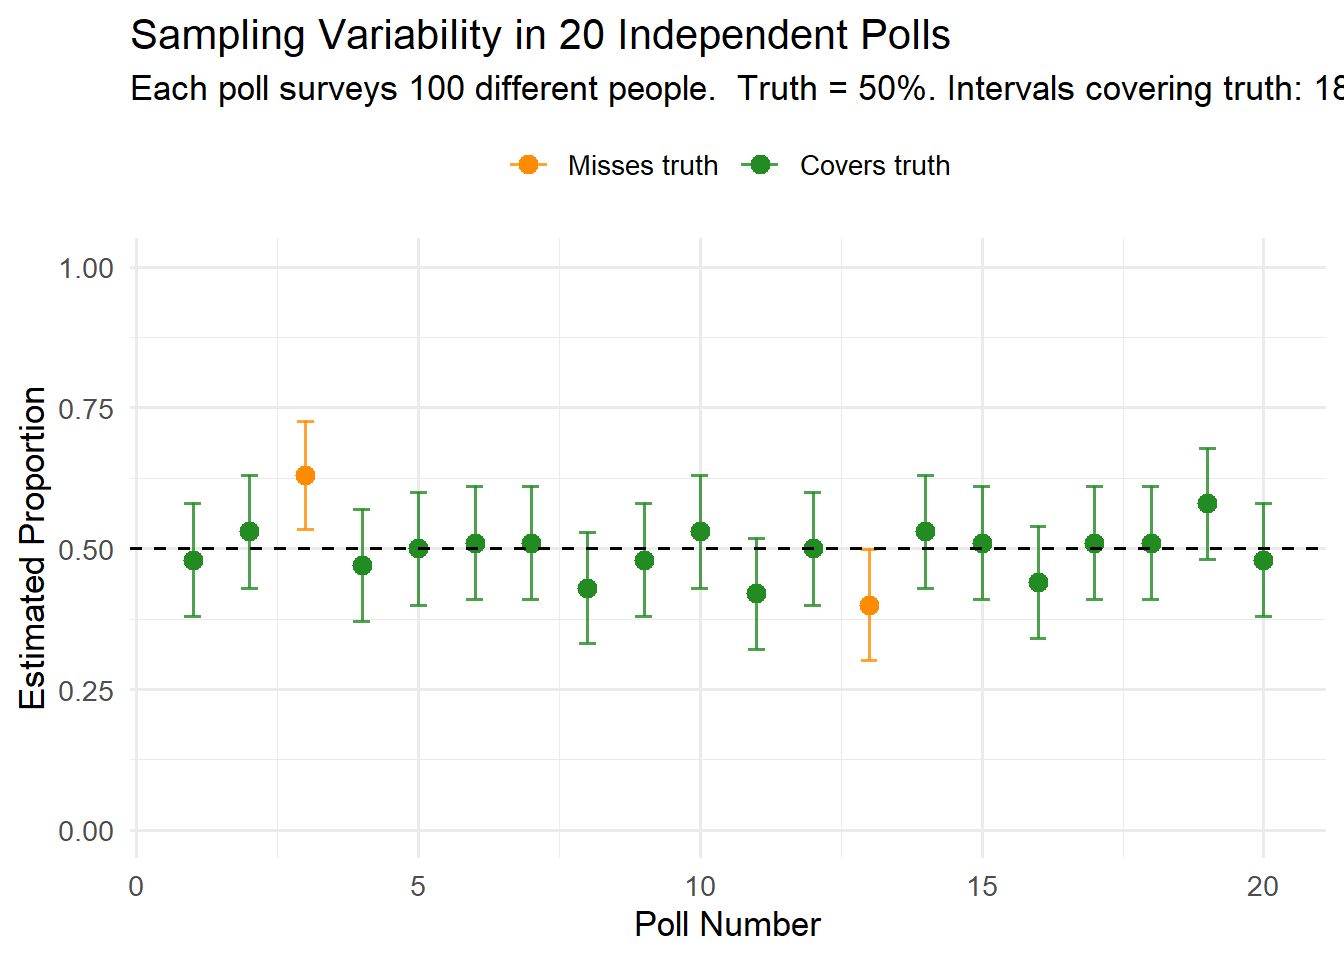 Sampling Variability in 20 Independent Polls
Each poll surveys 100 different people.  Truth = 50%. Intervals covering truth: 18
Misses truth
Covers truth
Estimated Proportion
1.00
0.75
0.50
0.25
0.00
0 5 10 15 20
Poll Number